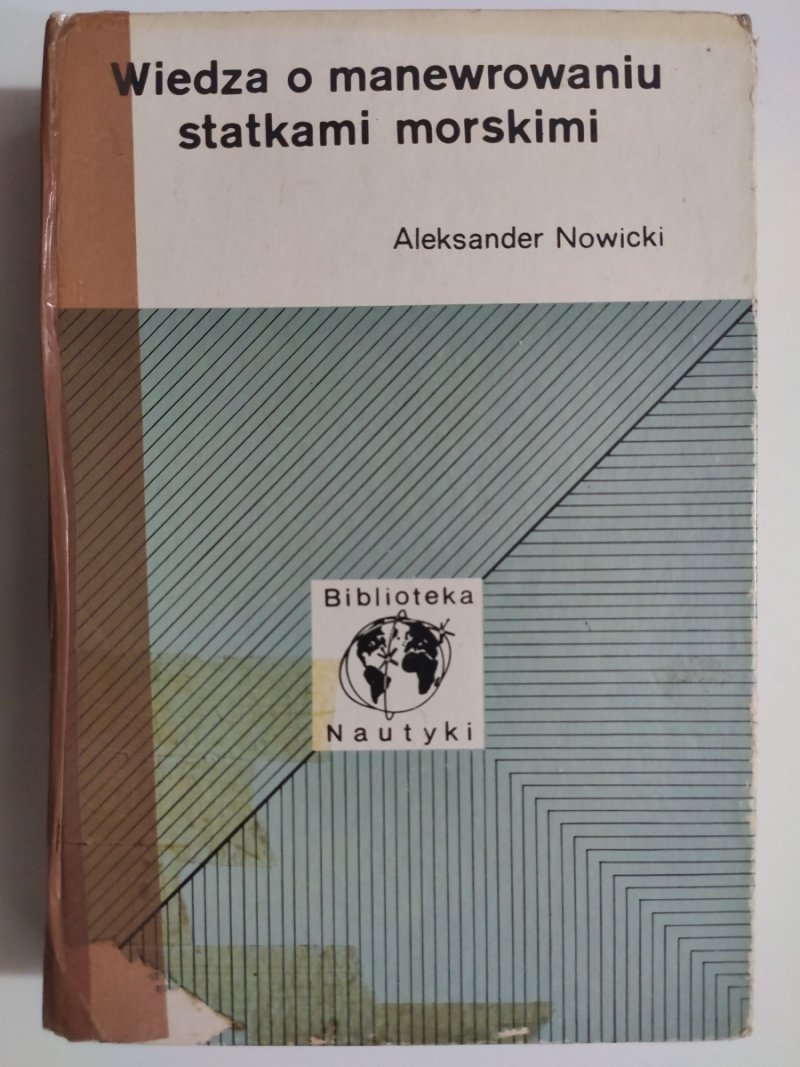 Wiedza o manewrowaniu
statkami morskimi
Aleksander Nowicki
Biblioteka
Nautyki